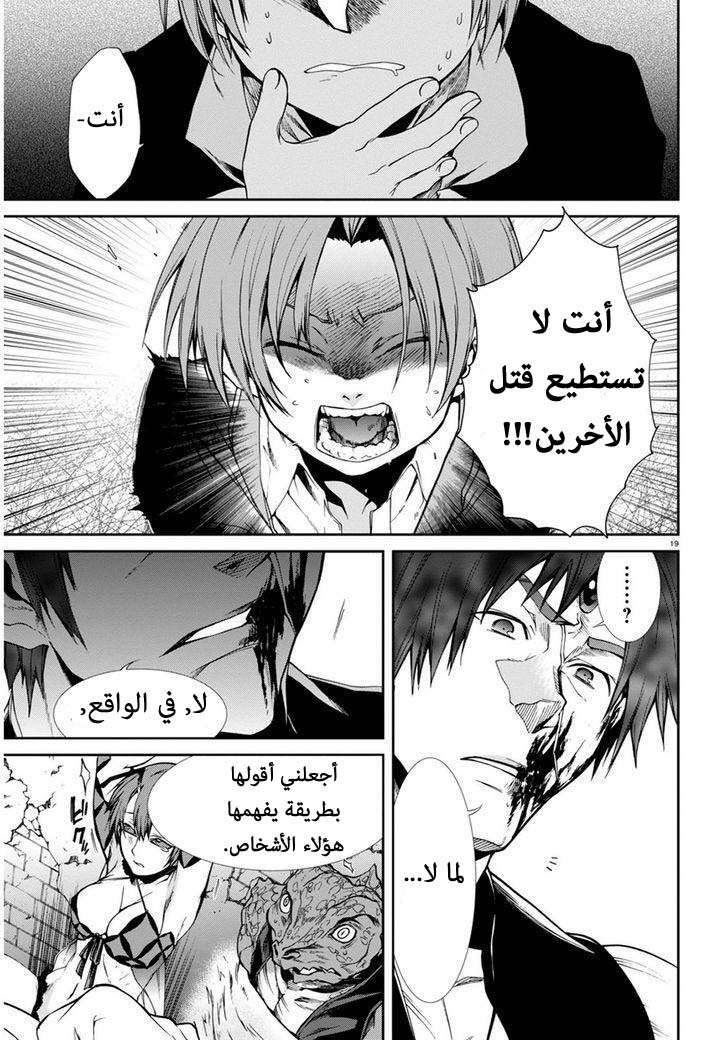 أنت-
أنت لا
تستطيع قتل
الأخرين!!!
19
......?
لما لا...
لا, في الواقع,
أجعلني أقولها
بطريقة يفهمها
هؤلاء الأشخاص.